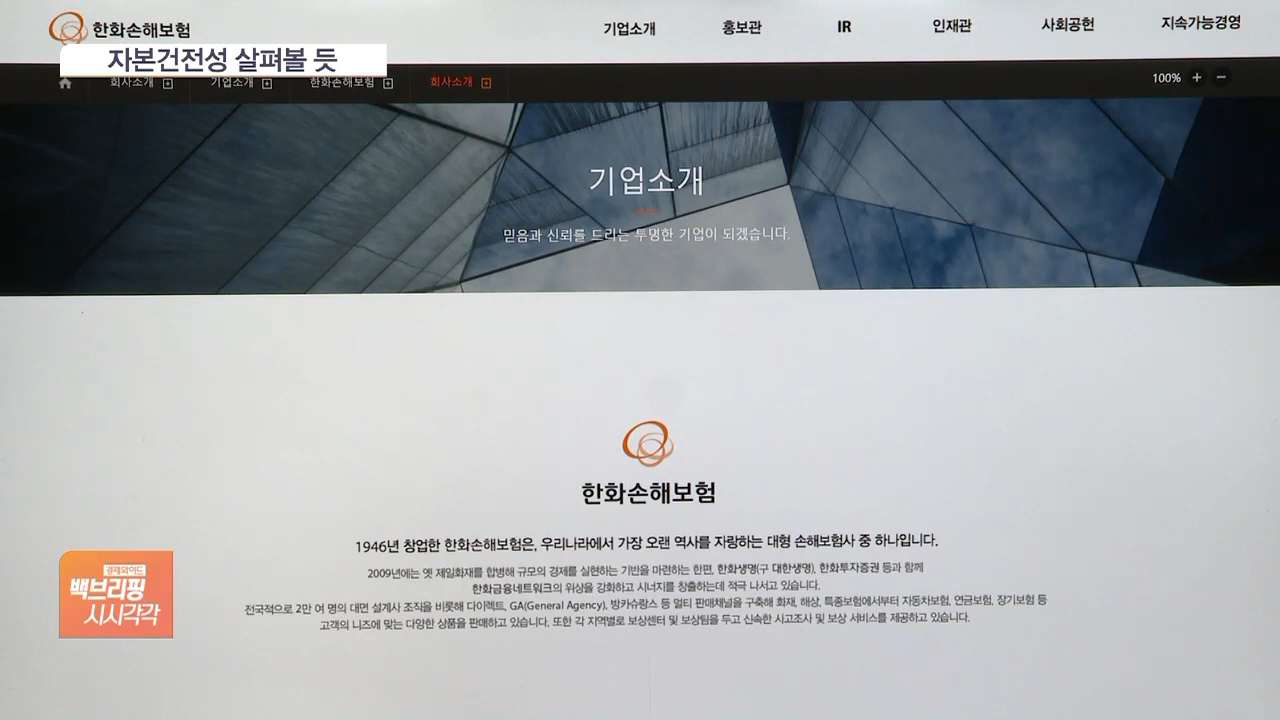 한화손해보험
기업소개 홍보관 IR 인재관 사회공헌 지속가능경영
자본건전성 살펴볼 듯
회사소개 기업소개 한화손해보험 회사소개
100% + −
기업소개
믿음과 신뢰를 드리는 투명한 기업이 되겠습니다.
한화손해보험
1946년 창업한 한화손해보험은, 우리나라에서 가장 오랜 역사를 자랑하는 대형 손해보험사 중 하나입니다.
2009년에는 옛 제일화재를 합병해 규모의 경제를 실현하는 기반을 마련하는 한편, 한화생명(구 대한생명), 한화투자증권 등과 함께
한화금융네트워크의 위상을 강화하고 시너지를 창출하는데 적극 나서고 있습니다.
전국적으로 2만 여 명의 대면 설계사 조직을 비롯해 다이렉트, GA(General Agency), 방카슈랑스 등 멀티 판매채널을 구축해 화재, 해상, 특종보험에서부터 자동차보험, 연금보험, 장기보험 등
고객의 니즈에 맞는 다양한 상품을 판매하고 있습니다. 또한 각 지역별로 보상센터 및 보상팀을 두고 신속한 사고조사 및 보상 서비스를 제공하고 있습니다.
경제와이드
백브리핑
시시각각